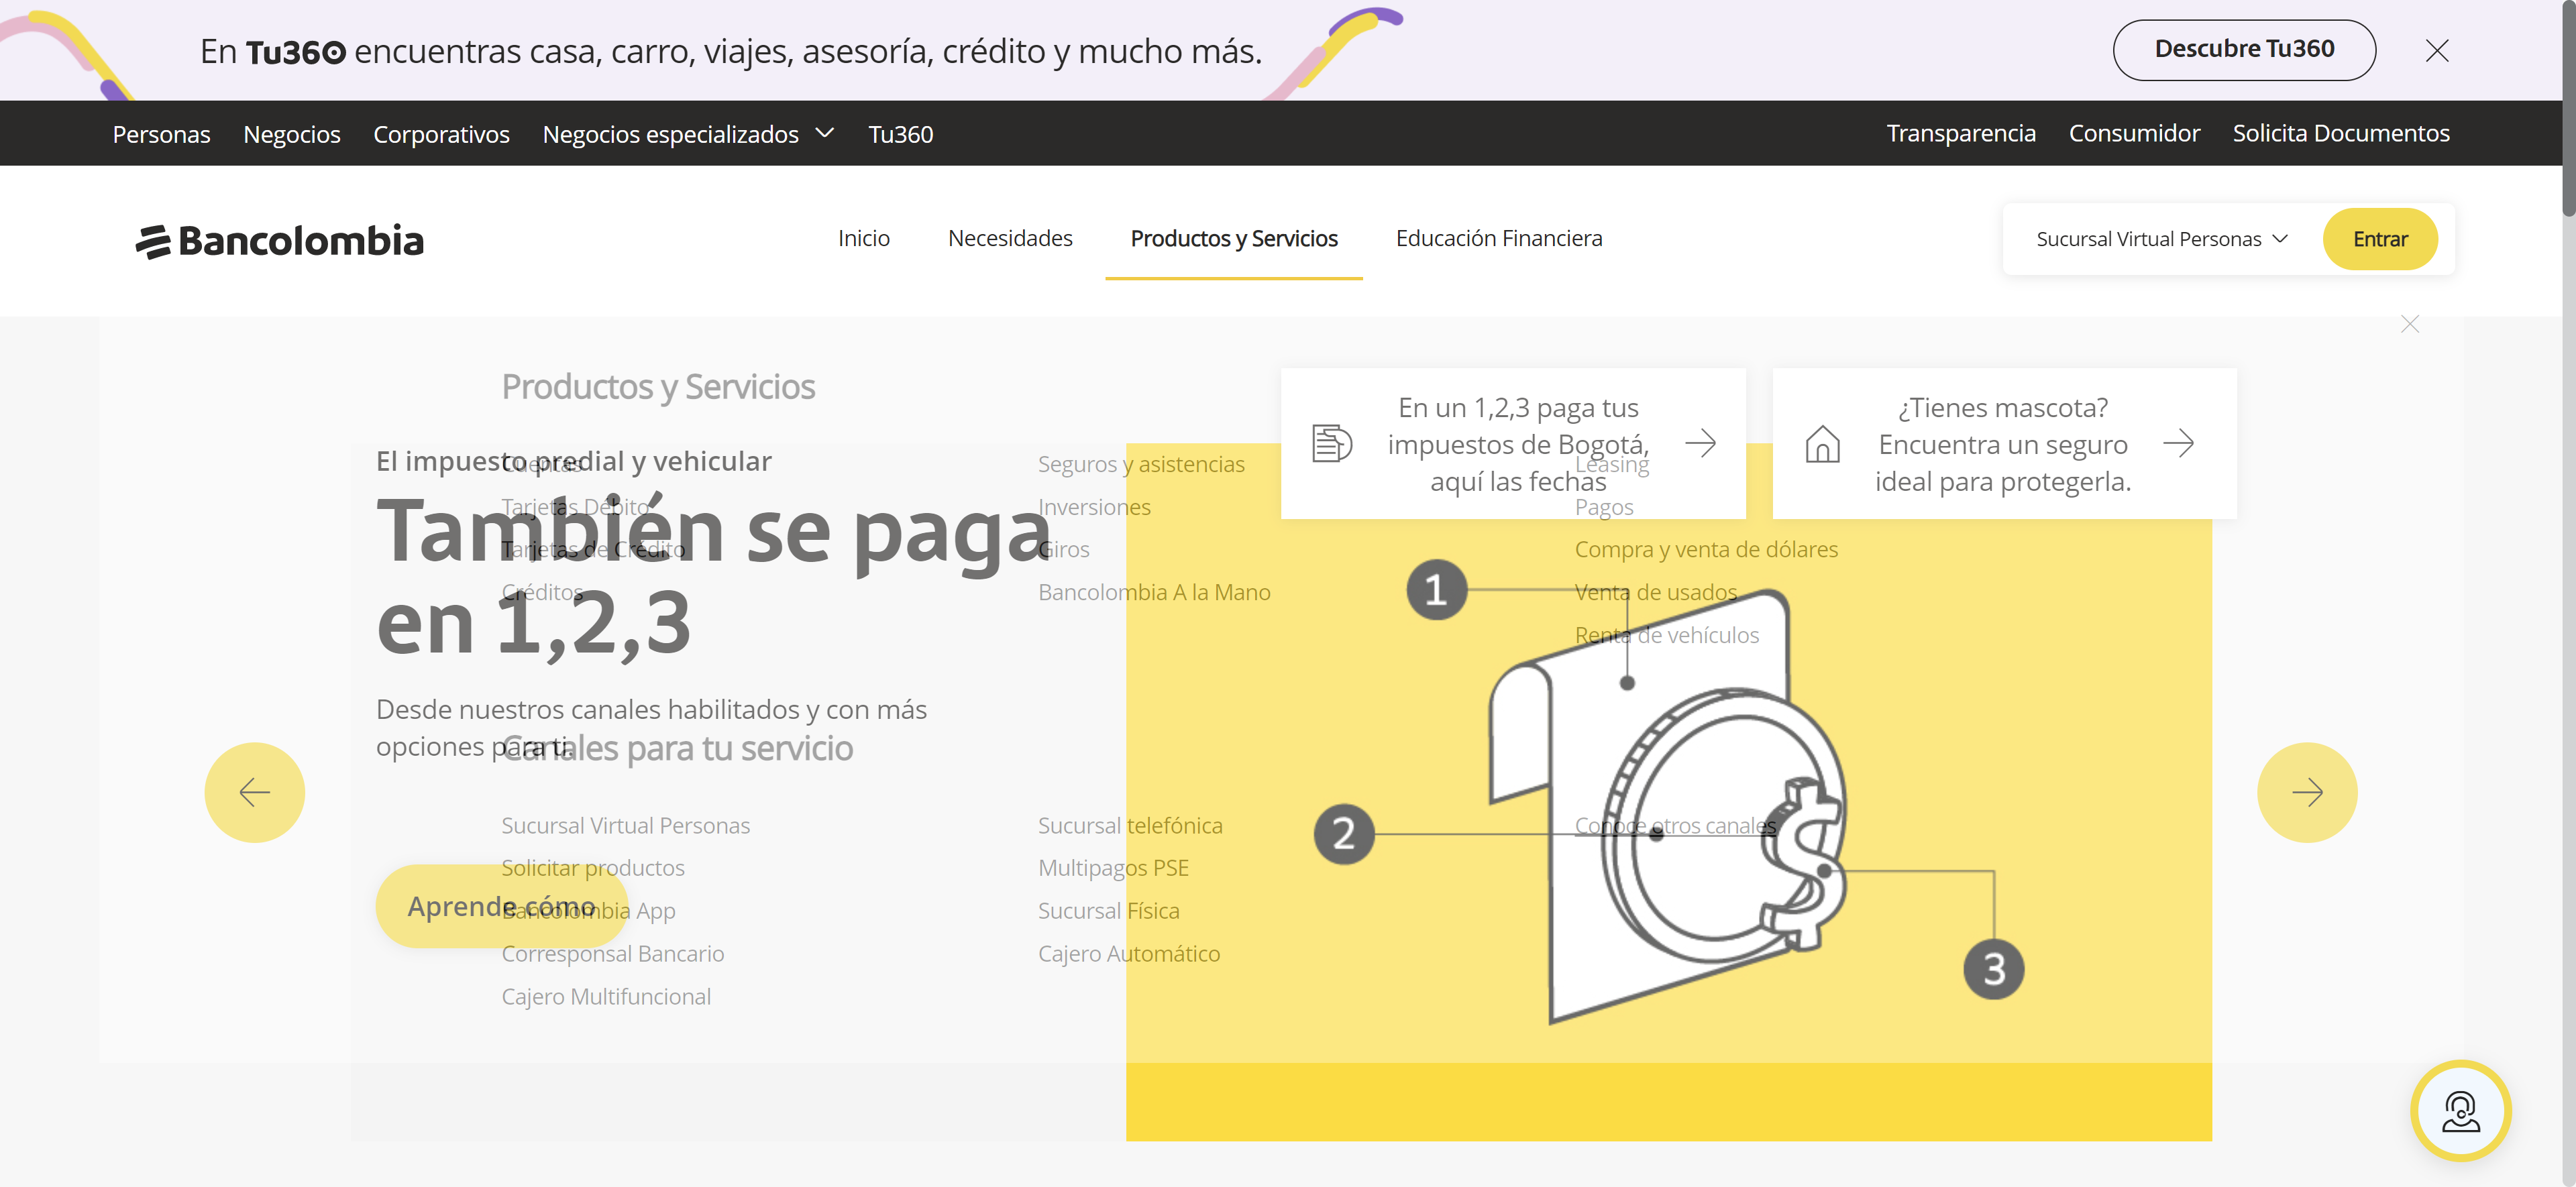 En Tu360 encuentras casa, carro, viajes, asesoría, crédito y mucho más.
Descubre Tu360
Personas
Negocios
Corporativos
Negocios especializados
Tu360
Transparencia
Consumidor
Solicita Documentos
Bancolombia
Inicio
Necesidades
Productos y Servicios
Educación Financiera
Sucursal Virtual Personas
Entrar
Productos y Servicios
En un 1,2,3 paga tus
impuestos de Bogotá,
aquí las fechas
¿Tienes mascota?
Encuentra un seguro
ideal para protegerla.
El impuesto predial y vehicular
También se paga
en 1,2,3
Desde nuestros canales habilitados y con más
opciones para ti.
Aprende cómo
Cuentas
Tarjetas Débito
Tarjetas de Crédito
Créditos
Seguros y asistencias
Inversiones
Giros
Bancolombia A la Mano
Leasing
Pagos
Compra y venta de dólares
Venta de usados
Renta de vehículos
1
2
3
Canales para tu servicio
Sucursal Virtual Personas
Solicitar productos
Bancolombia App
Corresponsal Bancario
Cajero Multifuncional
Sucursal telefónica
Multipagos PSE
Sucursal Física
Cajero Automático
Conoce otros canales